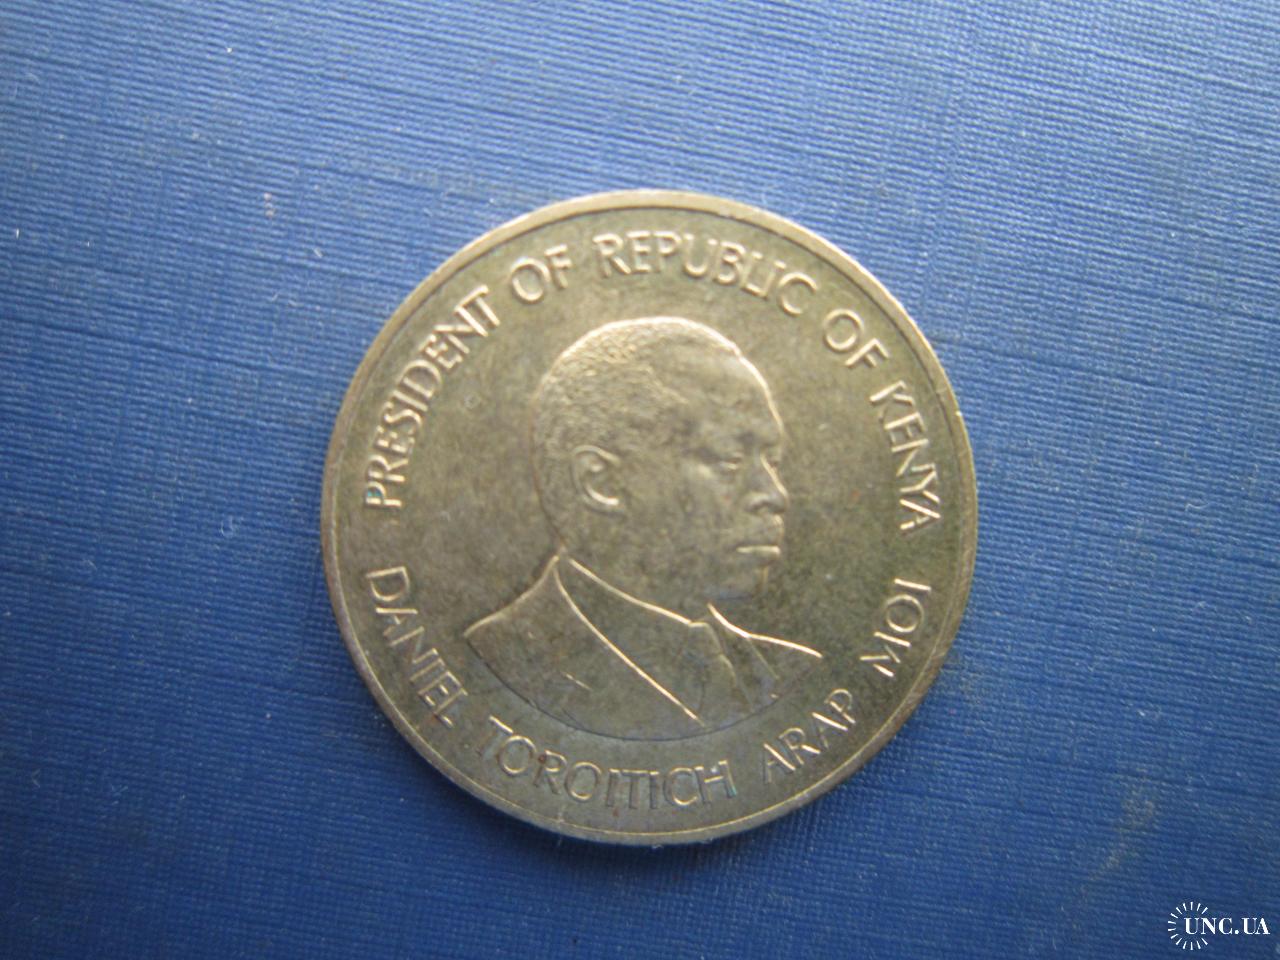 PRESIDENT OF REPUBLIC OF KENYA
DANIEL TOROITICH ARAP MOI
UNC.UA